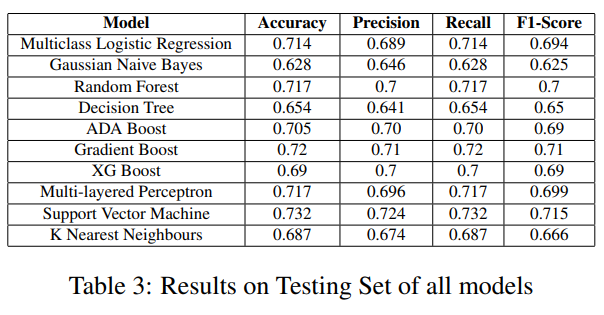 Model Accuracy Precision Recall F1-Score
Multiclass Logistic Regression 0.714 0.689 0.714 0.694
Gaussian Naive Bayes 0.628 0.646 0.628 0.625
Random Forest 0.717 0.7 0.717 0.7
Decision Tree 0.654 0.641 0.654 0.65
ADA Boost 0.705 0.70 0.70 0.69
Gradient Boost 0.72 0.71 0.72 0.71
XG Boost 0.69 0.7 0.7 0.69
Multi-layered Perceptron 0.717 0.696 0.717 0.699
Support Vector Machine 0.732 0.724 0.732 0.715
K Nearest Neighbours 0.687 0.674 0.687 0.666
Table 3: Results on Testing Set of all models